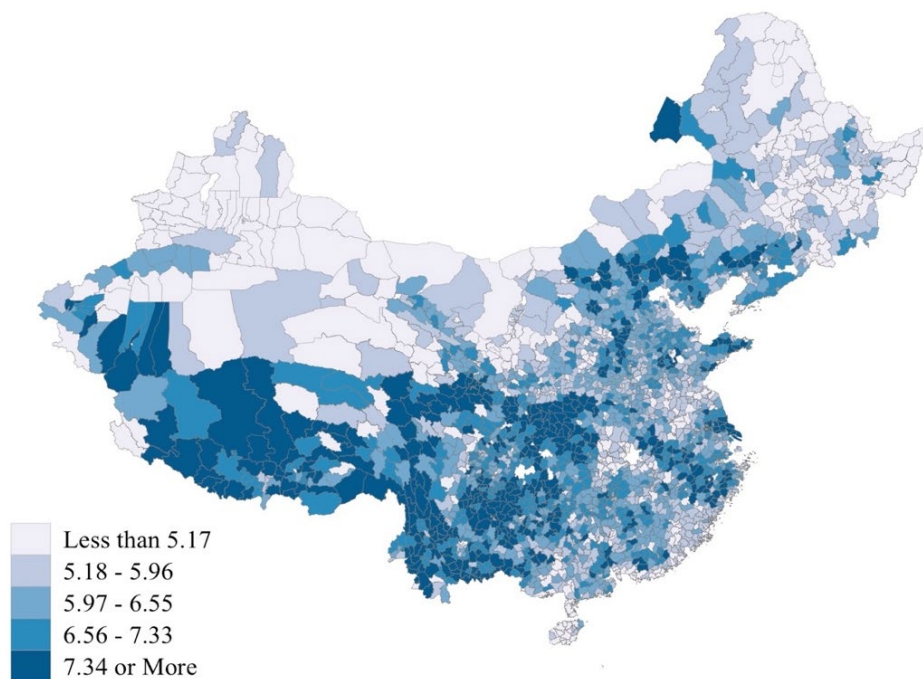 Less than 5.17
5.18 - 5.96
5.97 - 6.55
6.56 - 7.33
7.34 or More